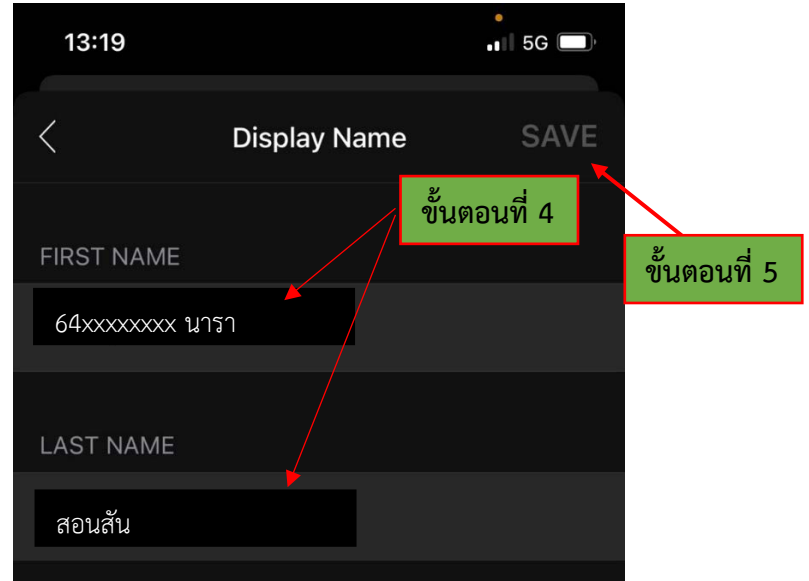 13:19 5G
Display Name SAVE
ขั้นตอนที่ 4
FIRST NAME
ขั้นตอนที่ 5
64xxxxxxxxx นารา
LAST NAME
สอนสัน